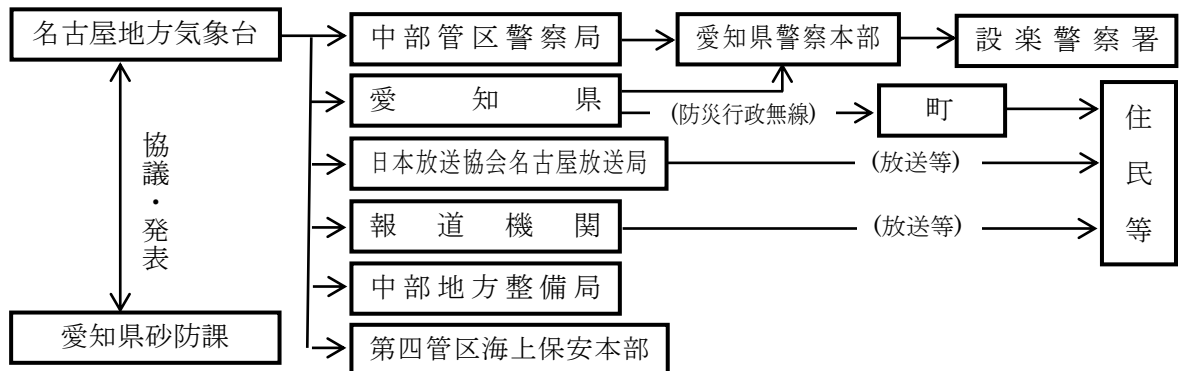 名古屋地方気象台
中部管区警察局
愛知県警察本部
設楽警察署
愛知県
(防災行政無線)
町
住民等
日本放送協会名古屋放送局
(放送等)
報道機関
(放送等)
協議・発表
中部地方整備局
愛知県砂防課
第四管区海上保安本部